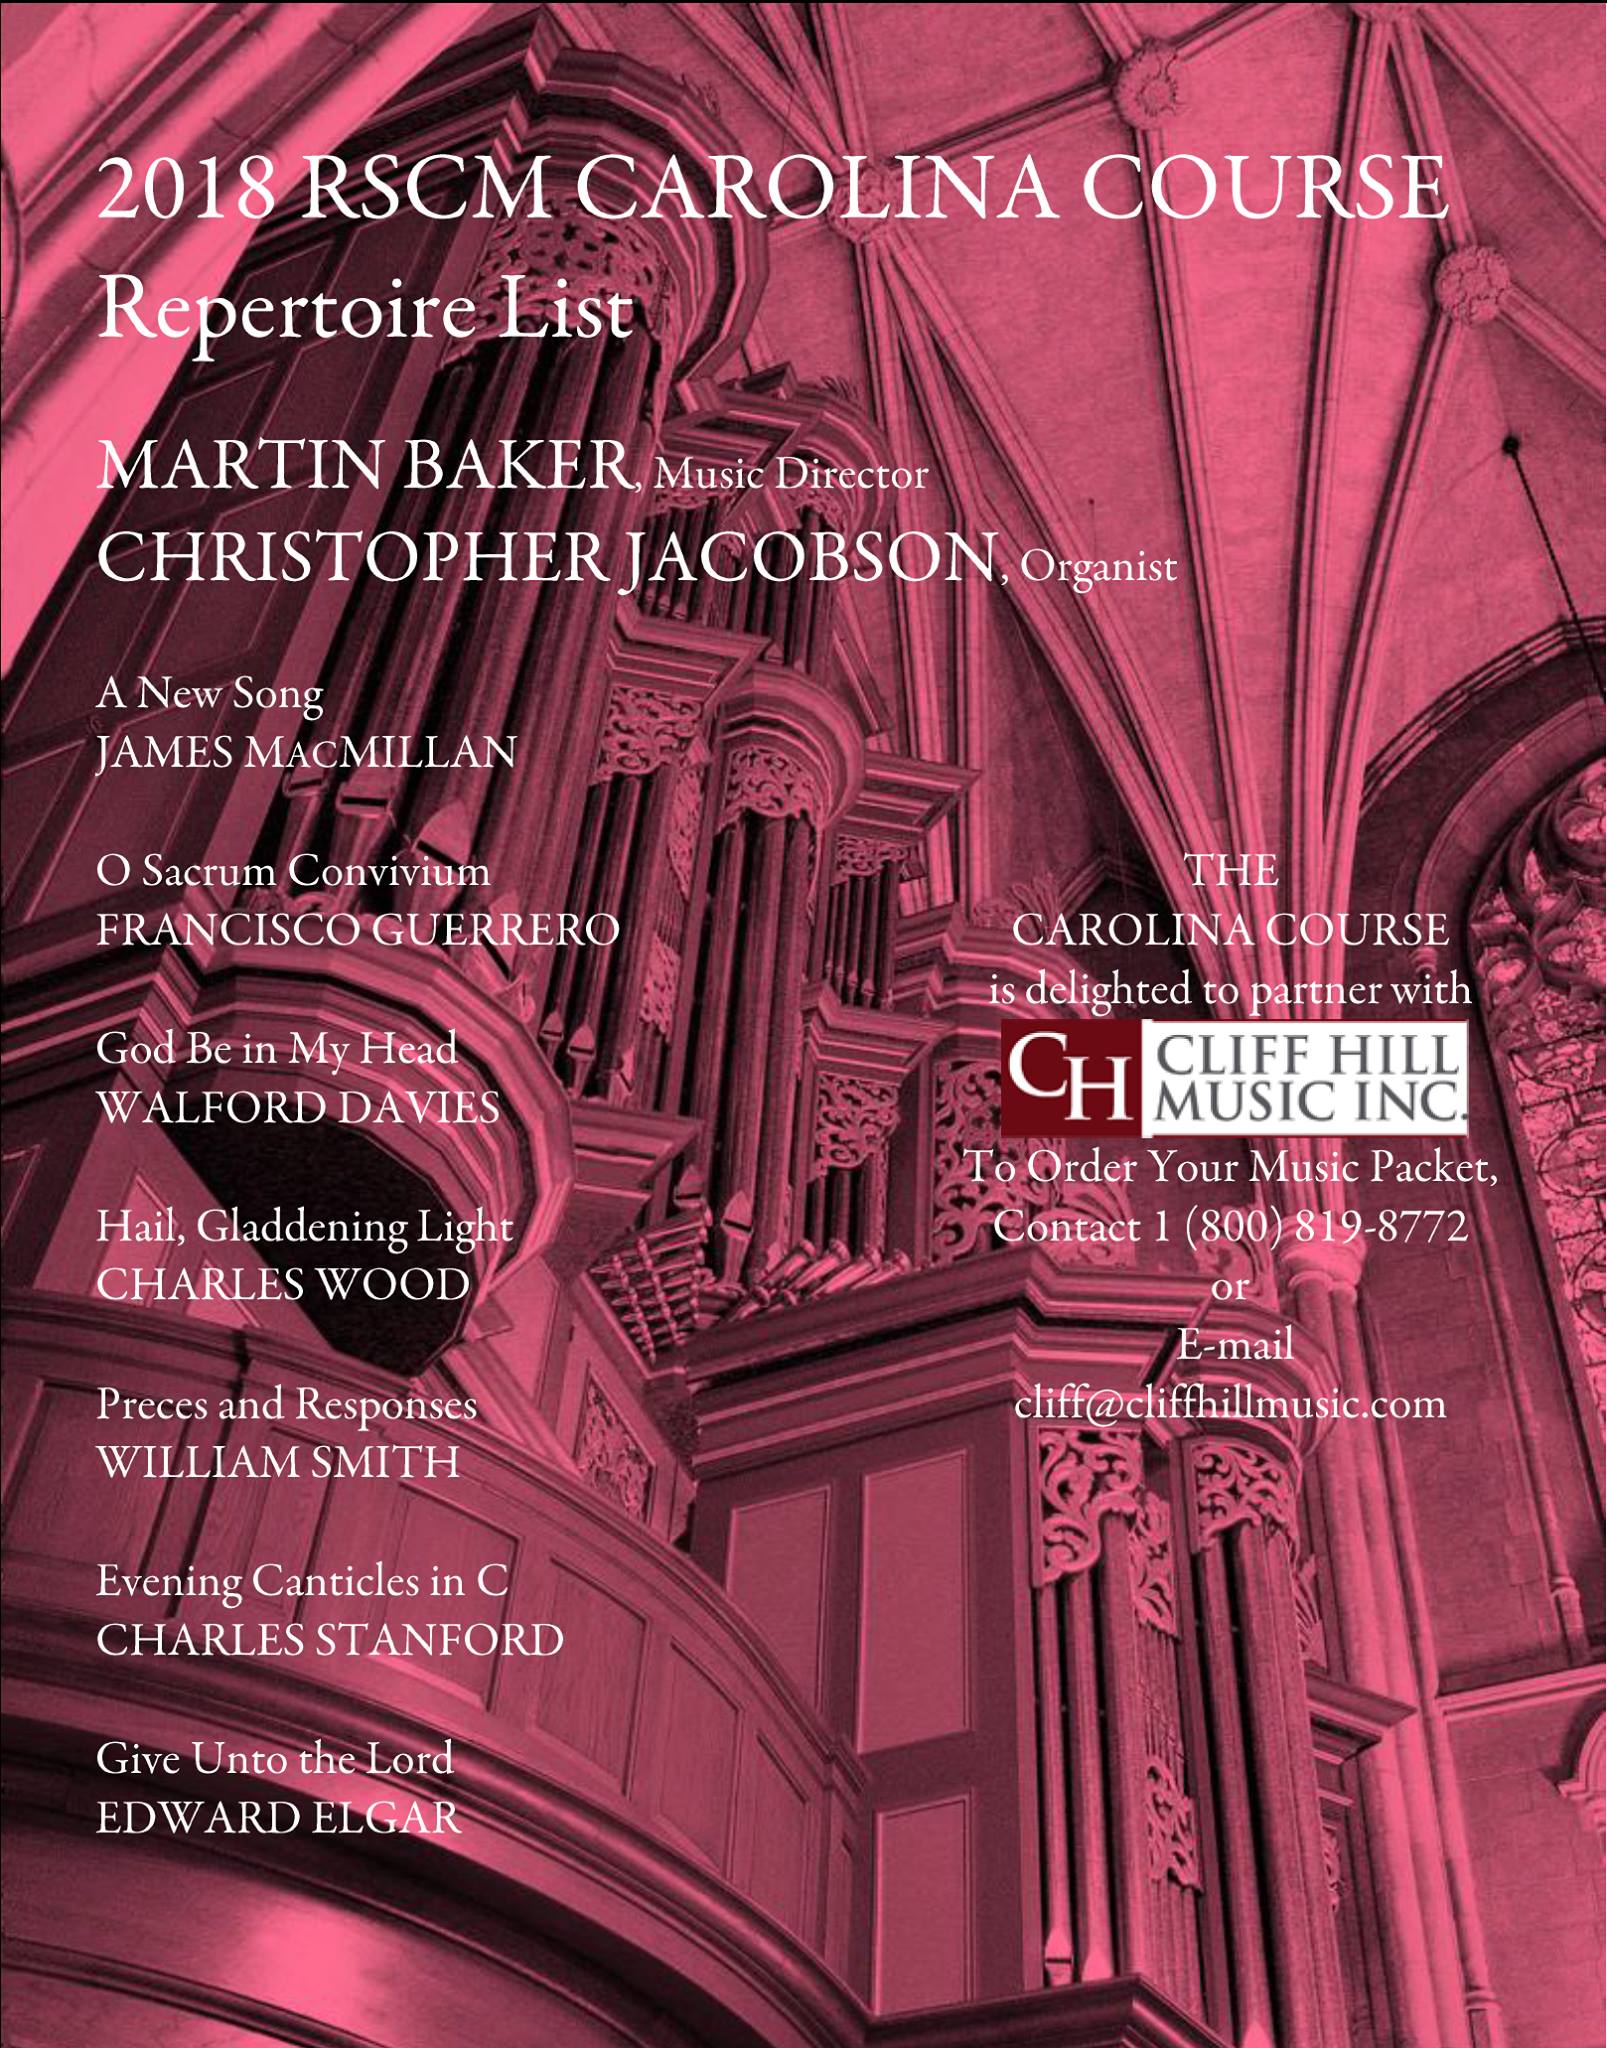 2018 RSCM CAROLINA COURSE
Repertoire List
MARTIN BAKER, Music Director
CHRISTOPHER JACOBSON, Organist
A New Song
JAMES MACMILLAN
O Sacrum Convivium
FRANCISCO GUERRERO
God Be in My Head
WALFORD DAVIES
Hail, Gladdening Light
CHARLES WOOD
Preces and Responses
WILLIAM SMITH
Evening Canticles in C
CHARLES STANFORD
Give Unto the Lord
EDWARD ELGAR
THE
CAROLINA COURSE
is delighted to partner with
CH CLIFF HILL
MUSIC INC.
To Order Your Music Packet,
Contact 1 (800) 819-8772
or
E-mail
cliff@cliffhillmusic.com